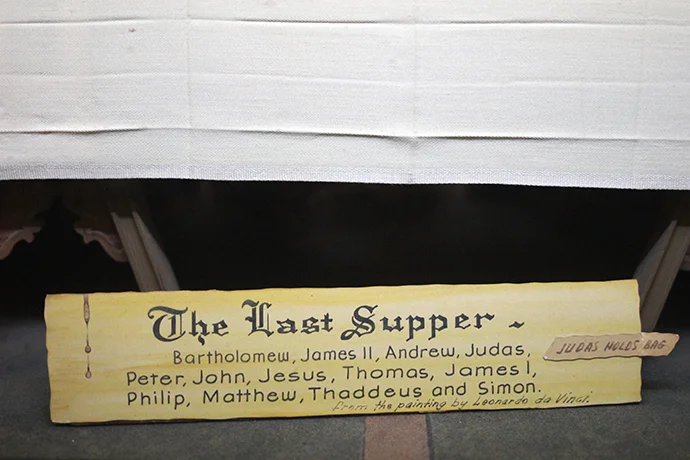 The Last Supper -
Bartholomew, James II, Andrew, Judas,
Peter, John, Jesus, Thomas, James I,
Philip, Matthew, Thaddeus and Simon.
From the painting by Leonardo da Vinci.
JUDAS HOLDS BAG